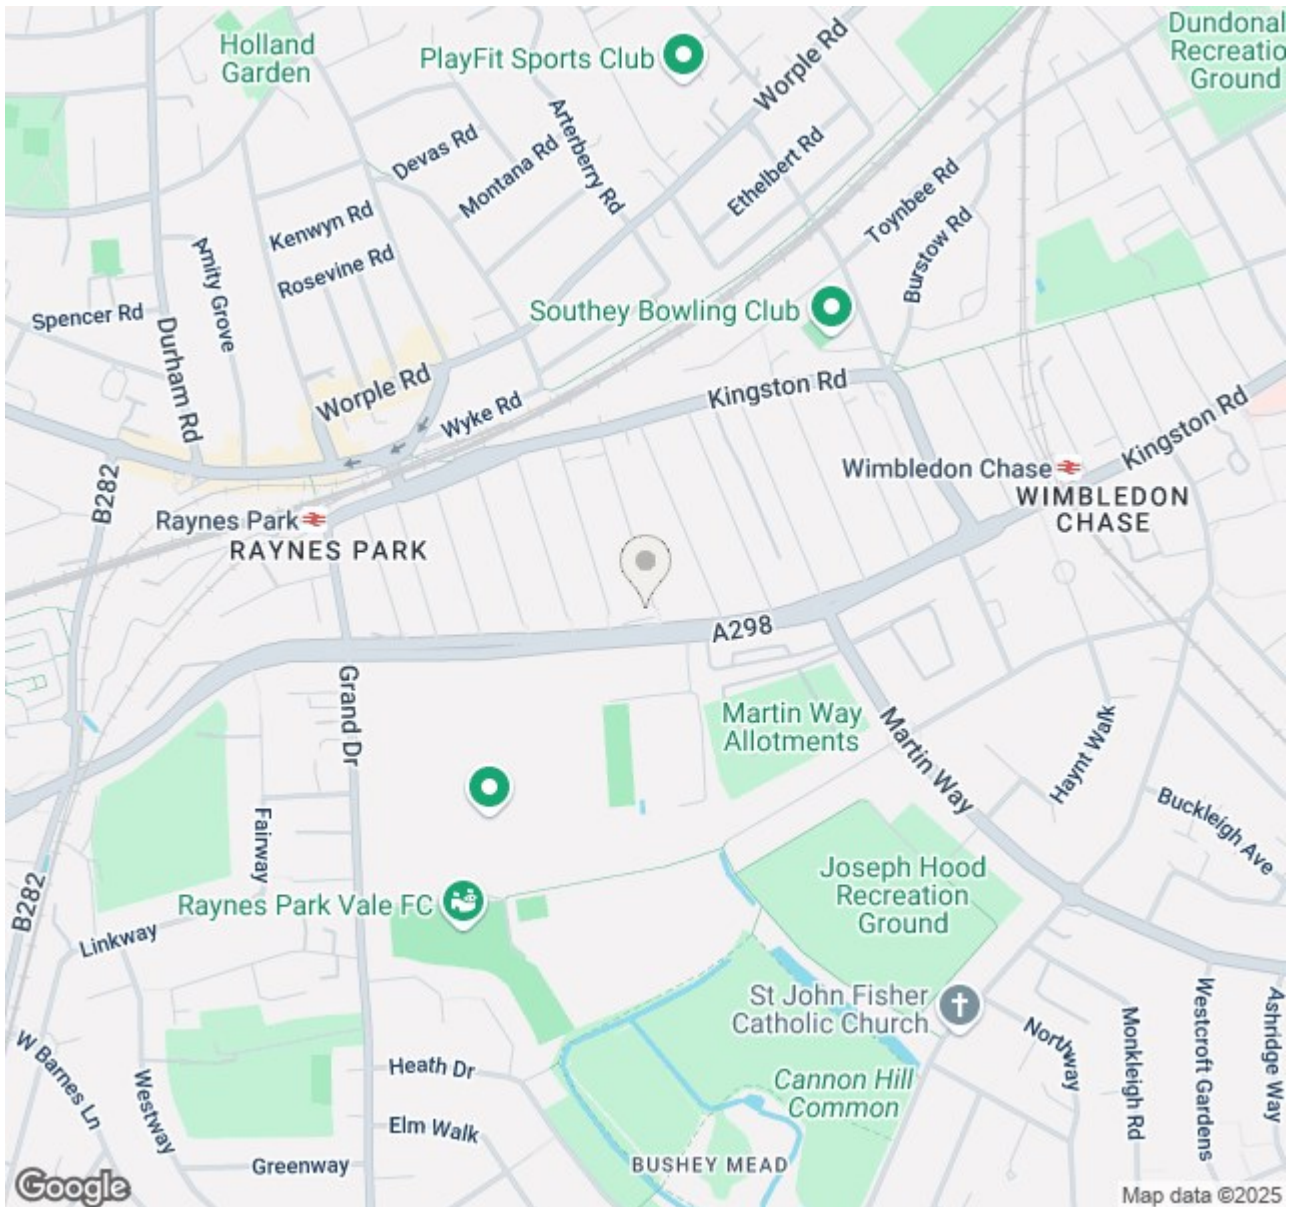 Holland
Garden
PlayFit Sports Club
Worple Rd
Dundonal
Recreatio
Ground
Devas Rd
Montana Rd
Arterberry Rd
Ethelbert Rd
Toynbee Rd
Burstow Rd
Kenwyn Rd
Rosevine Rd
Amity Grove
Spencer Rd
Durham Rd
Southey Bowling Club
Worple Rd
Wyke Rd
Kingston Rd
Kingston Rd
B282
Wimbledon Chase
WIMBLEDON
CHASE
Raynes Park
RAYNES PARK
A298
Grand Dr
Martin Way
Allotments
Martin Way
Haynt Walk
Buckleigh Ave
Fairway
B282
Linkway
Raynes Park Vale FC
Joseph Hood
Recreation
Ground
St John Fisher
Catholic Church
Cannon Hill
Common
Northway
Monkleigh Rd
Westcroft Gardens
Ashridge Way
W Barnes Ln
Westway
Heath Dr
Elm Walk
Greenway
BUSHEY MEAD
Google
Map data ©2025